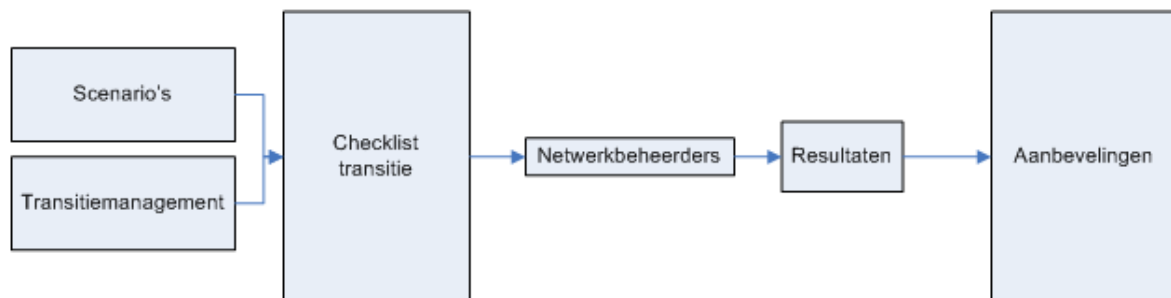 Scenario's
Transitiemanagement
Checklist
transitie
Netwerkbeheerders
Resultaten
Aanbevelingen